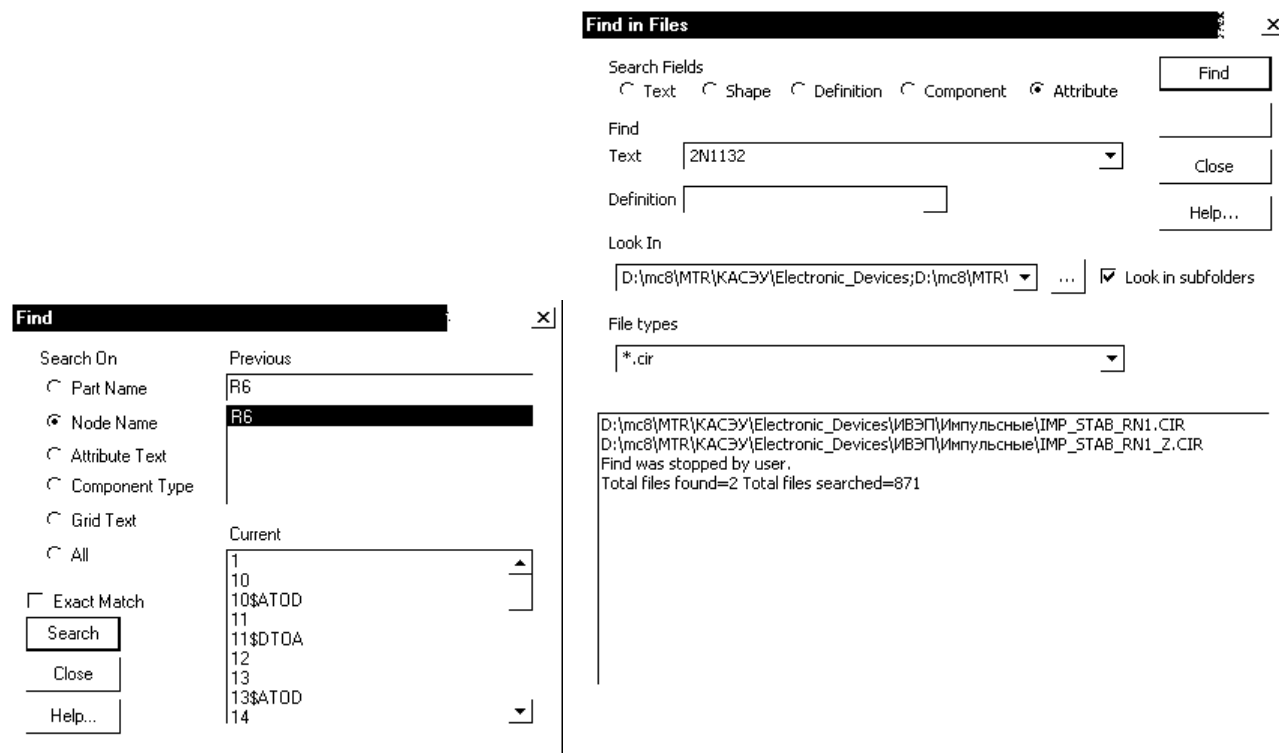 Find in Files
Search Fields
Text Shape Definition Component Attribute
Find
Find
Text 2N1132
Close
Definition
Help...
Look In
D:\mc8\MTR\КАСЭУ\Electronic_Devices;D:\mc8\MTR\ ... Look in subfolders
File types
*.cir
D:\mc8\MTR\КАСЭУ\Electronic_Devices\ИВЭП\Импульсные\IMP_STAB_RN1.CIR
D:\mc8\MTR\КАСЭУ\Electronic_Devices\ИВЭП\Импульсные\IMP_STAB_RN1_Z.CIR
Find was stopped by user.
Total files found=2 Total files searched=871
Find
Search On
Part Name
Node Name
Attribute Text
Component Type
Grid Text
All
Exact Match
Search
Close
Help...
Previous
R6
R6
Current
1
10
10$ATOD
11
11$DTOA
12
13
13$ATOD
14